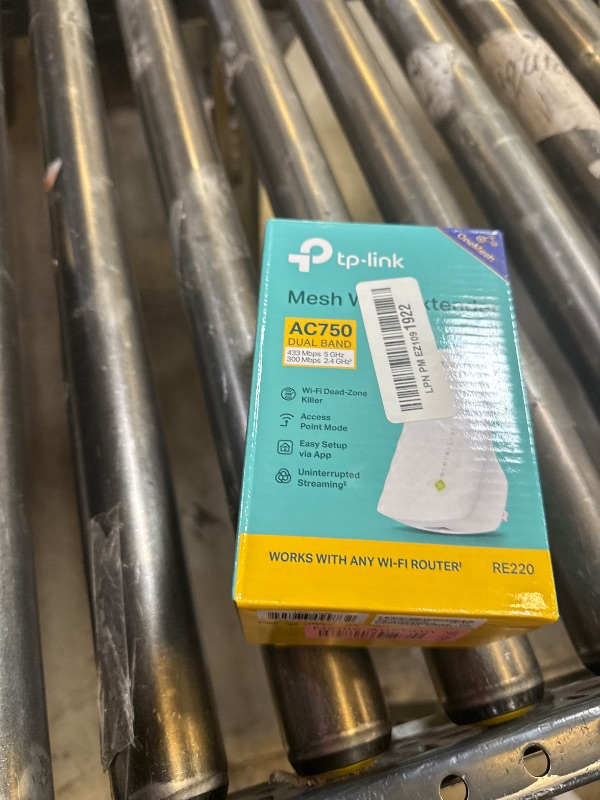 tp-link
OneMesh
Mesh
AC750
DUAL BAND
433 Mbps 5 GHz
300 Mbps 2.4 GHz‡
LPN PM EZ109 1922
Wi-Fi Dead-Zone
Killer
Access
Point Mode
Easy Setup
via App
Uninterrupted
Streaming§
WORKS WITH ANY WI-FI ROUTER‡
RE220